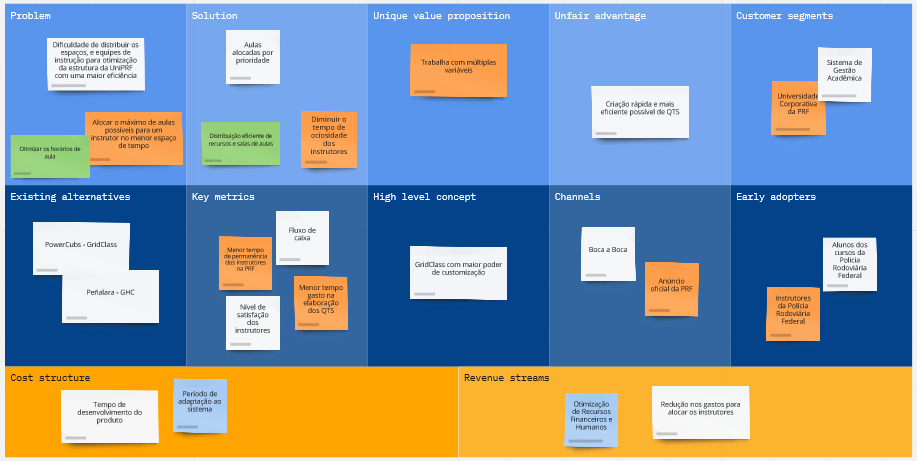 Problem
Dificuldade de distribuir os
espaços, e equipes de
instrução para otimização
da estrutura da UniPRF
com uma maior eficiência
Alocar o máximo de aulas
possíveis para um
instrutor no menor espaço
de tempo
Otimizar os horários de
aula
Solution
Aulas
alocadas por
prioridade
Distribuição eficiente de
recursos e salas de aulas
Diminuir o
tempo de
ociosidade
dos
instrutores
Unique value proposition
Trabalha com múltiplas
variáveis
Unfair advantage
Criação rápida e mais
eficiente possível de QTS
Customer segments
Sistema de
Gestão
Acadêmica
Universidade
Corporativa
da PRF
Existing alternatives
PowerCubs - GridClass
Peñalara - GHC
Key metrics
Fluxo de
caixa
Menor tempo
de permanência
dos instrutores
na PRF
Menor tempo
gasto na
elaboração
dos QTS
Nível de
satisfação
dos
instrutores
High level concept
GridClass com maior poder
de customização
Channels
Boca a Boca
Anúncio
oficial da PRF
Early adopters
Alunos dos
cursos da
Polícia
Rodoviária
Federal
Instrutores
da Polícia
Rodoviária
Federal
Cost structure
Tempo de
desenvolvimento do
produto
Período de
adaptação ao
sistema
Revenue streams
Otimização
de Recursos
Financeiros e
Humanos
Redução nos gastos para
alocar os instrutores